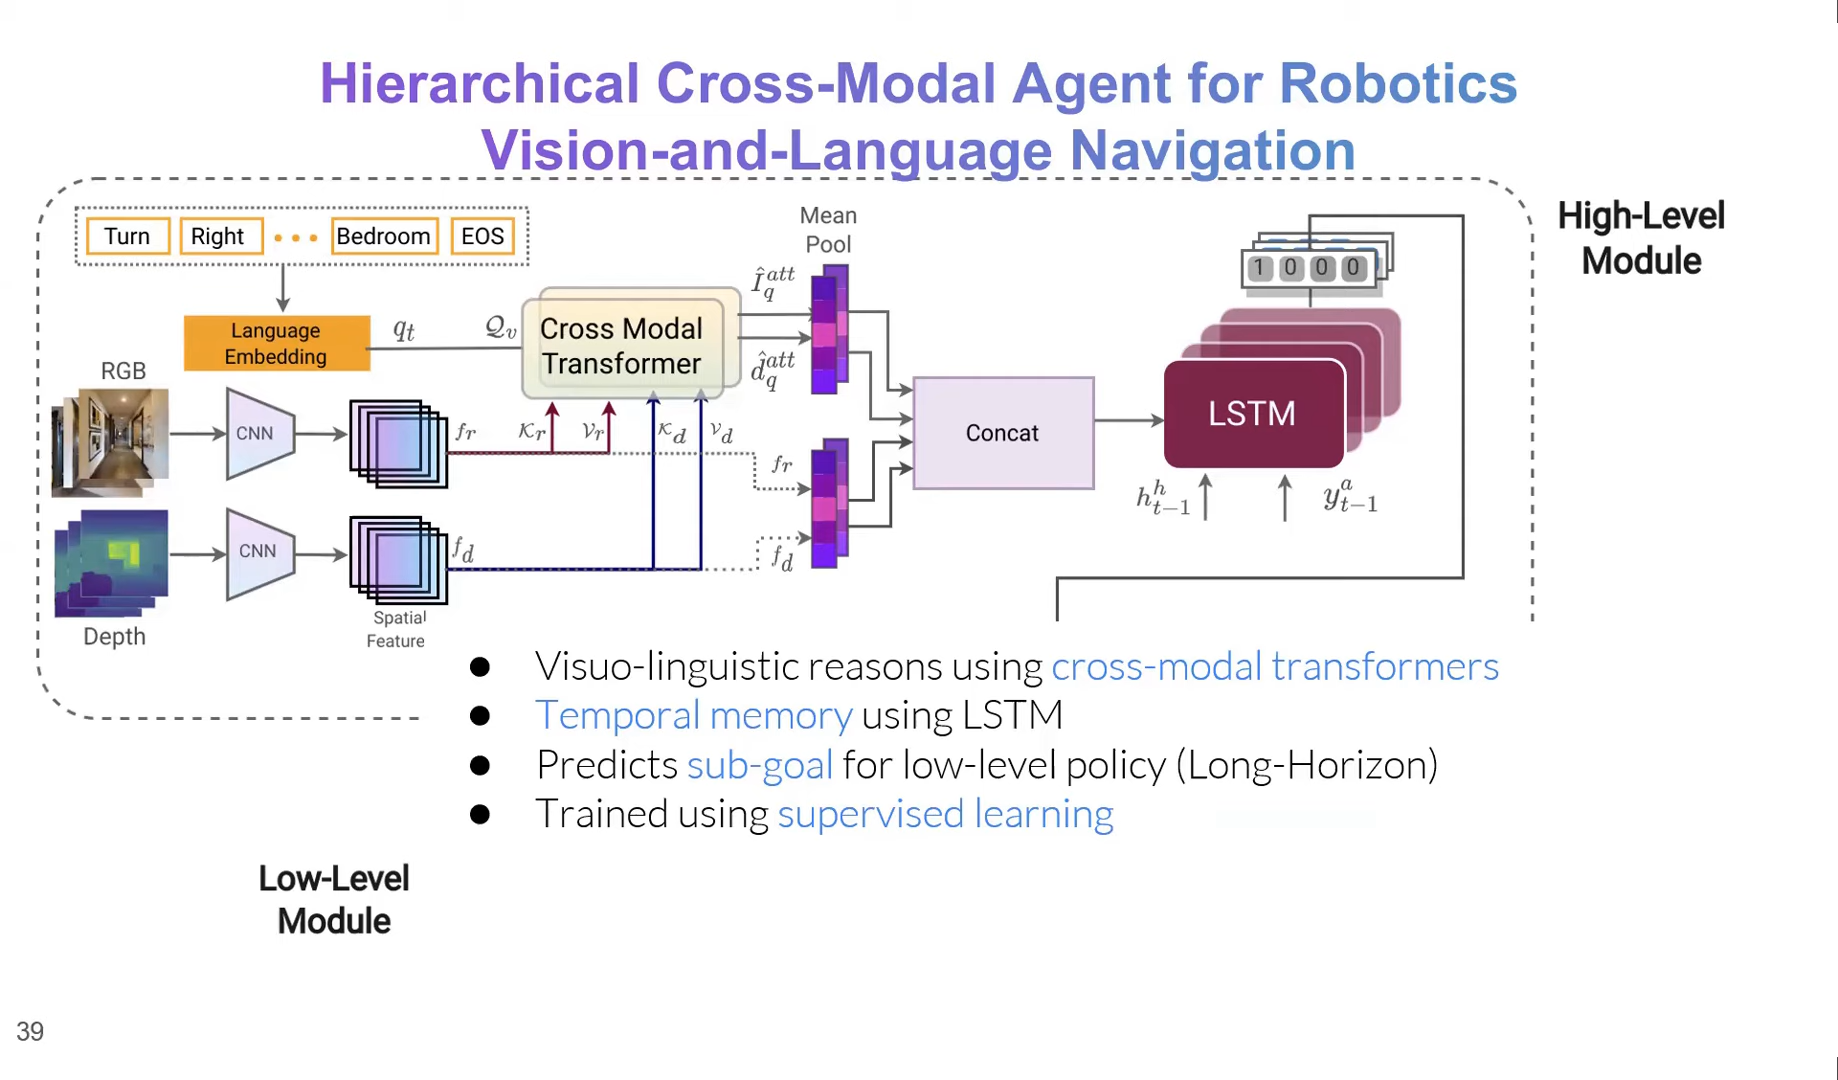 Hierarchical Cross-Modal Agent for Robotics
Vision-and-Language Navigation
High-Level
Module
Turn Right ... Bedroom EOS
Mean
Pool
Language
Embedding
q_t
Q_v
Cross Modal
Transformer
Î_q^{att}
d̂_q^{att}
1 0 0 0
RGB
CNN
f_r
K_r
V_r
K_d
V_d
f_r
Concat
LSTM
h_{t-1}^h
y_{t-1}^a
CNN
f_d
f_d
Depth
Spatial
Feature
● Visuo-linguistic reasons using cross-modal transformers
● Temporal memory using LSTM
● Predicts sub-goal for low-level policy (Long-Horizon)
● Trained using supervised learning
Low-Level
Module
39